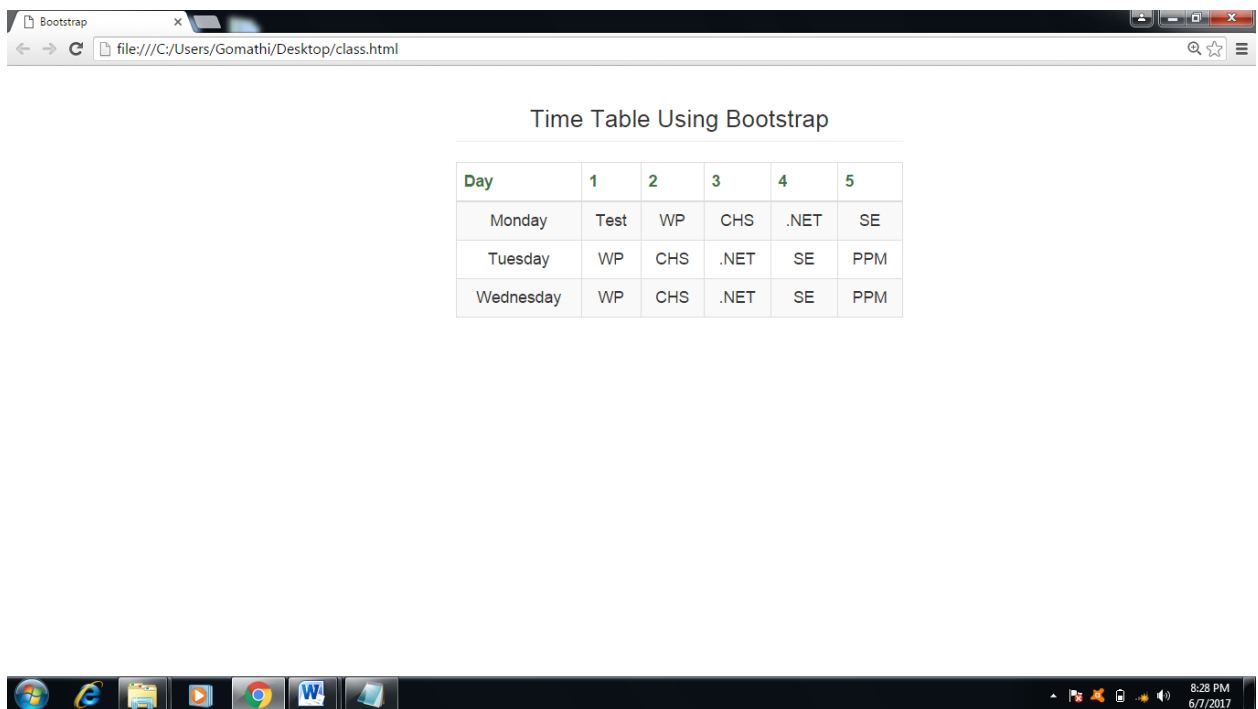 Bootstrap
file:///C:/Users/Gomathi/Desktop/class.html
Time Table Using Bootstrap
Day 1 2 3 4 5
Monday Test WP CHS .NET SE
Tuesday WP CHS .NET SE PPM
Wednesday WP CHS .NET SE PPM
8:28 PM
6/7/2017